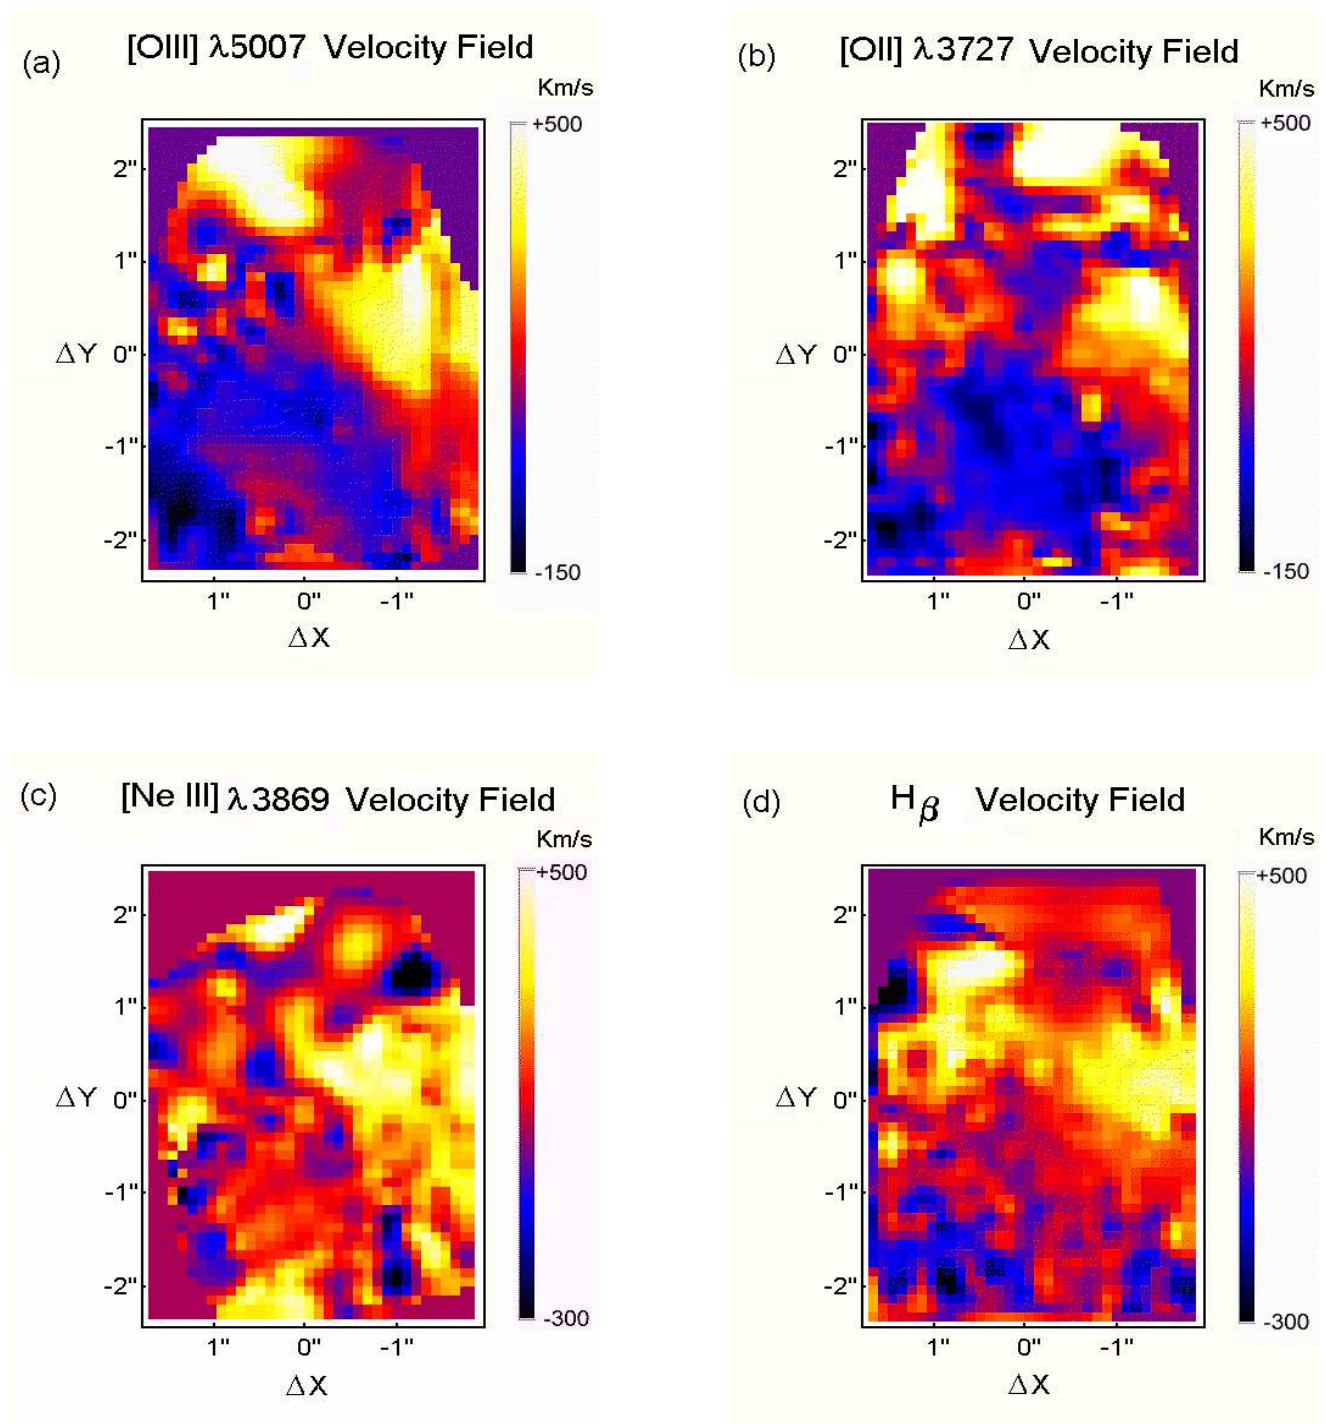 (a) [OIII] λ5007 Velocity Field
Km/s
+500
2"
1"
ΔY 0"
-1"
-2"
-150
1" 0" -1"
ΔX
(b) [OII] λ3727 Velocity Field
Km/s
+500
2"
1"
ΔY 0"
-1"
-2"
-150
1" 0" -1"
ΔX
(c) [Ne III] λ3869 Velocity Field
Km/s
+500
2"
1"
ΔY 0"
-1"
-2"
-300
1" 0" -1"
ΔX
(d) Hβ Velocity Field
Km/s
+500
2"
1"
ΔY 0"
-1"
-2"
-300
1" 0" -1"
ΔX